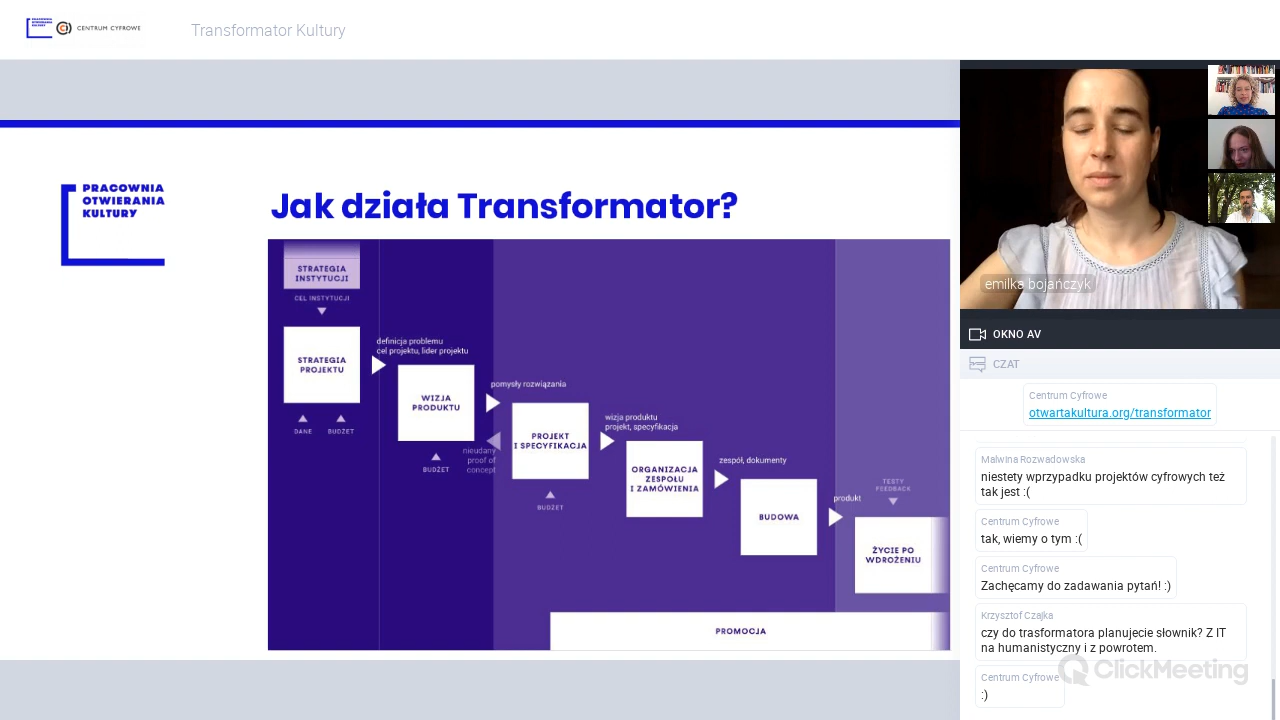 PRACOWNIA
OTWIERANIA
KULTURY
CENTRUM CYFROWE
Transformator Kultury
PRACOWNIA
OTWIERANIA
KULTURY
Jak działa Transformator?
STRATEGIA
INSTYTUCJI
CEL INSTYTUCJI
STRATEGIA
PROJEKTU
DANE
BUDŻET
definicja problemu
cel projektu, lider projektu
WIZJA
PRODUKTU
BUDŻET
pomysły rozwiązania
nieudany
proof of
concept
PROJEKT
I SPECYFIKACJA
BUDŻET
wizja produktu
projekt, specyfikacja
ORGANIZACJA
ZESPOŁU
I ZAMÓWIENIA
zespół, dokumenty
BUDOWA
produkt
TESTY
FEEDBACK
ŻYCIE PO
WDROŻENIU
PROMOCJA
emilka bojańczyk
OKNO AV
CZAT
Centrum Cyfrowe
otwartakultura.org/transformator
Malwina Rozwadowska
niestety wprzypadku projektów cyfrowych też
tak jest :(
Centrum Cyfrowe
tak, wiemy o tym :(
Centrum Cyfrowe
Zachęcamy do zadawania pytań! :)
Krzysztof Czajka
czy do trasformatora planujecie słownik? Z IT
na humanistyczny i z powrotem.
Centrum Cyfrowe
:)
ClickMeeting